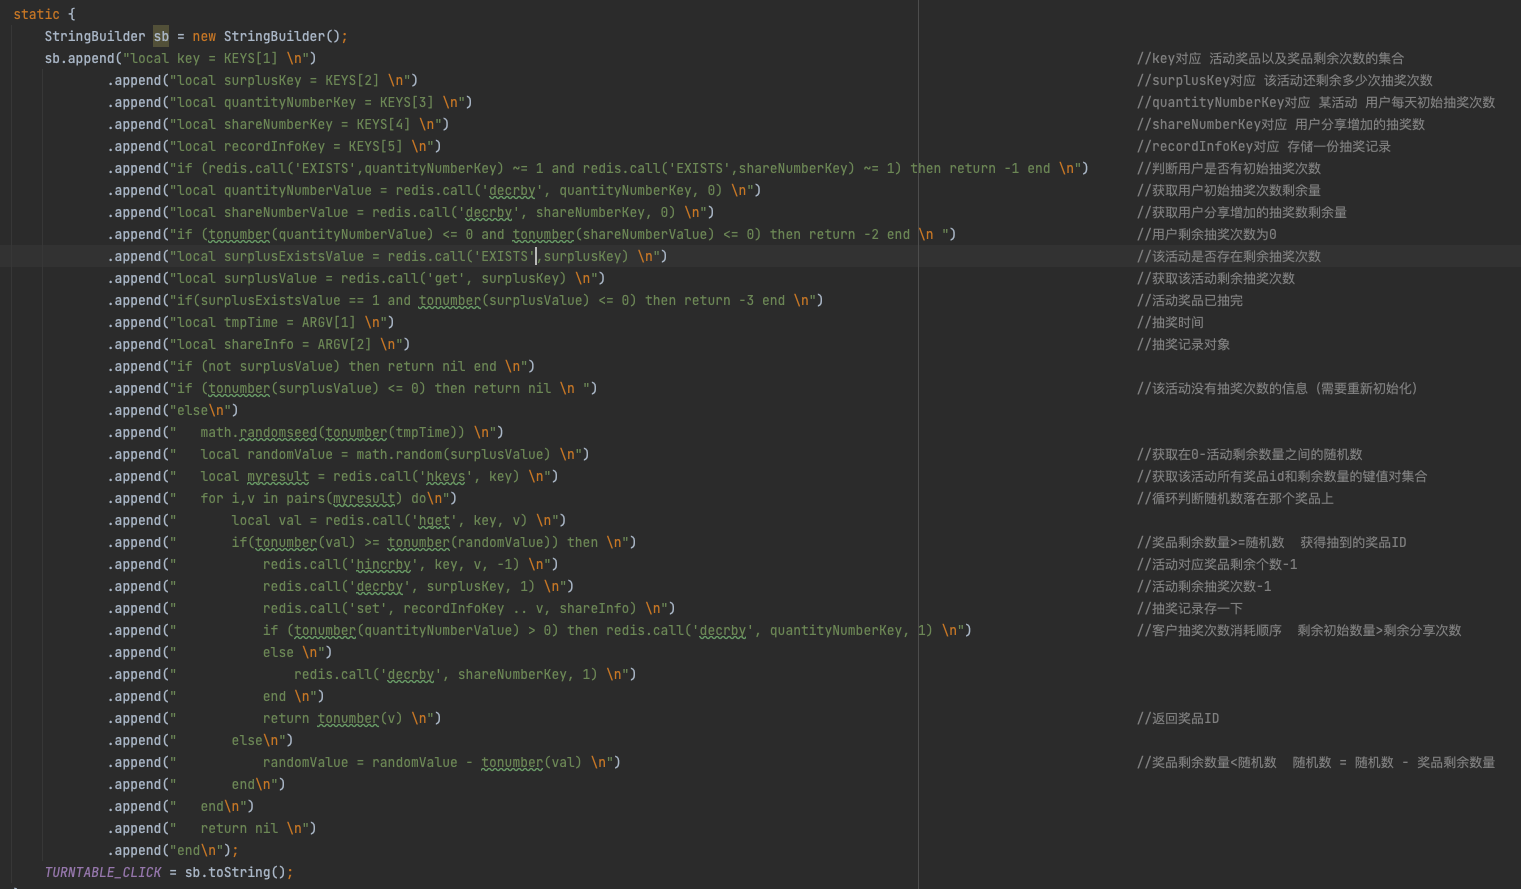 static {
StringBuilder sb = new StringBuilder();
sb.append("local key = KEYS[1] \n") //key对应 活动奖品以及奖品剩余次数的集合
.append("local surplusKey = KEYS[2] \n") //surplusKey对应 该活动还剩余多少次抽奖次数
.append("local quantityNumberKey = KEYS[3] \n") //quantityNumberKey对应 某活动 用户每天初始抽奖次数
.append("local shareNumberKey = KEYS[4] \n") //shareNumberKey对应 用户分享增加的抽奖数
.append("local recordInfoKey = KEYS[5] \n") //recordInfoKey对应 存储一份抽奖记录
.append("if (redis.call('EXISTS',quantityNumberKey) ~= 1 and redis.call('EXISTS',shareNumberKey) ~= 1) then return -1 end \n") //判断用户是否有初始抽奖次数
.append("local quantityNumberValue = redis.call('decrby', quantityNumberKey, 0) \n") //获取用户初始抽奖次数剩余量
.append("local shareNumberValue = redis.call('decrby', shareNumberKey, 0) \n") //获取用户分享增加的抽奖数剩余量
.append("if (tonumber(quantityNumberValue) <= 0 and tonumber(shareNumberValue) <= 0) then return -2 end \n ") //用户剩余抽奖次数为0
.append("local surplusExistsValue = redis.call('EXISTS',surplusKey) \n") //该活动是否存在剩余抽奖次数
.append("local surplusValue = redis.call('get', surplusKey) \n") //获取该活动剩余抽奖次数
.append("if(surplusExistsValue == 1 and tonumber(surplusValue) <= 0) then return -3 end \n") //活动奖品已抽完
.append("local tmpTime = ARGV[1] \n") //抽奖时间
.append("local shareInfo = ARGV[2] \n") //抽奖记录对象
.append("if (not surplusValue) then return nil end \n")
.append("if (tonumber(surplusValue) <= 0) then return nil \n ") //该活动没有抽奖次数的信息（需要重新初始化）
.append("else\n")
.append("   math.randomseed(tonumber(tmpTime)) \n")
.append("   local randomValue = math.random(surplusValue) \n") //获取在0-活动剩余数量之间的随机数
.append("   local myresult = redis.call('hkeys', key) \n") //获取该活动所有奖品id和剩余数量的键值对集合
.append("   for i,v in pairs(myresult) do\n") //循环判断随机数落在那个奖品上
.append("       local val = redis.call('hget', key, v) \n")
.append("       if(tonumber(val) >= tonumber(randomValue)) then \n") //奖品剩余数量>=随机数  获得抽到的奖品ID
.append("           redis.call('hincrby', key, v, -1) \n") //活动对应奖品剩余个数-1
.append("           redis.call('decrby', surplusKey, 1) \n") //活动剩余抽奖次数-1
.append("           redis.call('set', recordInfoKey .. v, shareInfo) \n") //抽奖记录存一下
.append("           if (tonumber(quantityNumberValue) > 0) then redis.call('decrby', quantityNumberKey, 1) \n") //客户抽奖次数消耗顺序  剩余初始数量>剩余分享次数
.append("           else \n")
.append("               redis.call('decrby', shareNumberKey, 1) \n")
.append("           end \n")
.append("           return tonumber(v) \n") //返回奖品ID
.append("       else\n")
.append("           randomValue = randomValue - tonumber(val) \n") //奖品剩余数量<随机数  随机数 = 随机数 - 奖品剩余数量
.append("       end\n")
.append("   end\n")
.append("   return nil \n")
.append("end\n");
TURNTABLE_CLICK = sb.toString();